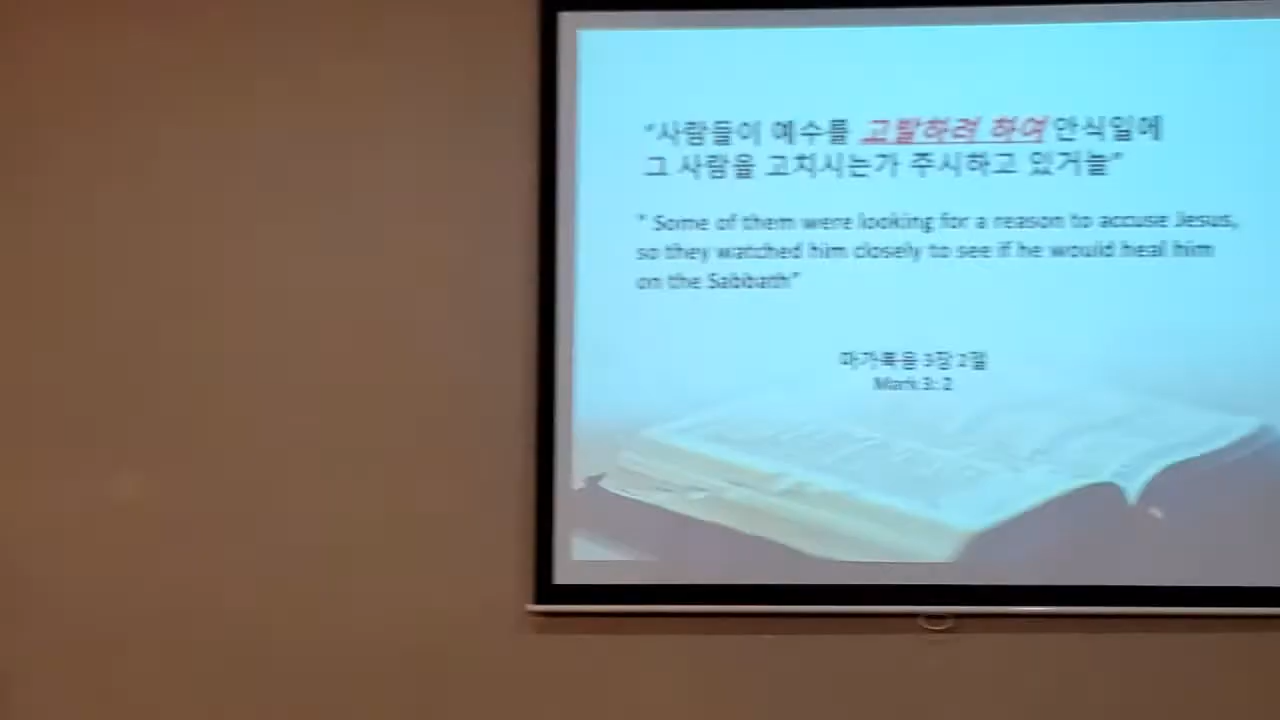 "사람들이 예수를 고발하려 하여 안식일에
그 사람을 고치시는가 주시하고 있거늘"
" Some of them were looking for a reason to accuse Jesus,
so they watched him closely to see if he would heal him
on the Sabbath"
마가복음 3장 2절
Mark 3: 2